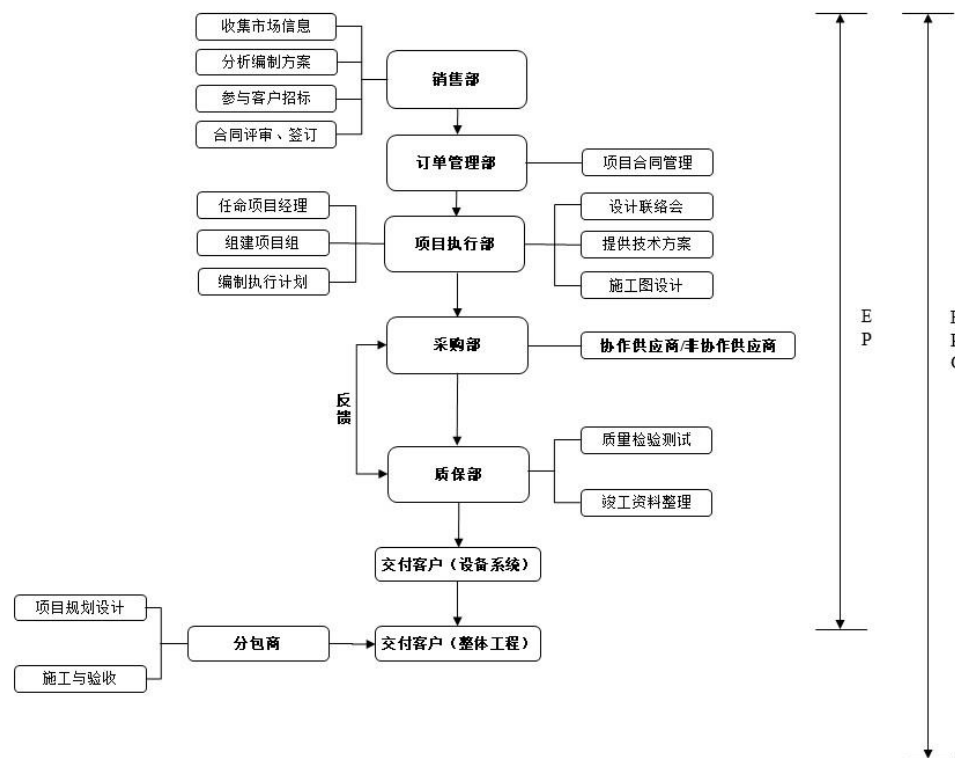 收集市场信息
分析编制方案
参与客户招标
合同评审、签订
销售部
订单管理部
项目合同管理
任命项目经理
组建项目组
编制执行计划
项目执行部
设计联络会
提供技术方案
施工图设计
采购部
协作供应商/非协作供应商
反馈
质保部
质量检验测试
竣工资料整理
交付客户（设备系统）
项目规划设计
施工与验收
分包商
交付客户（整体工程）
E
P